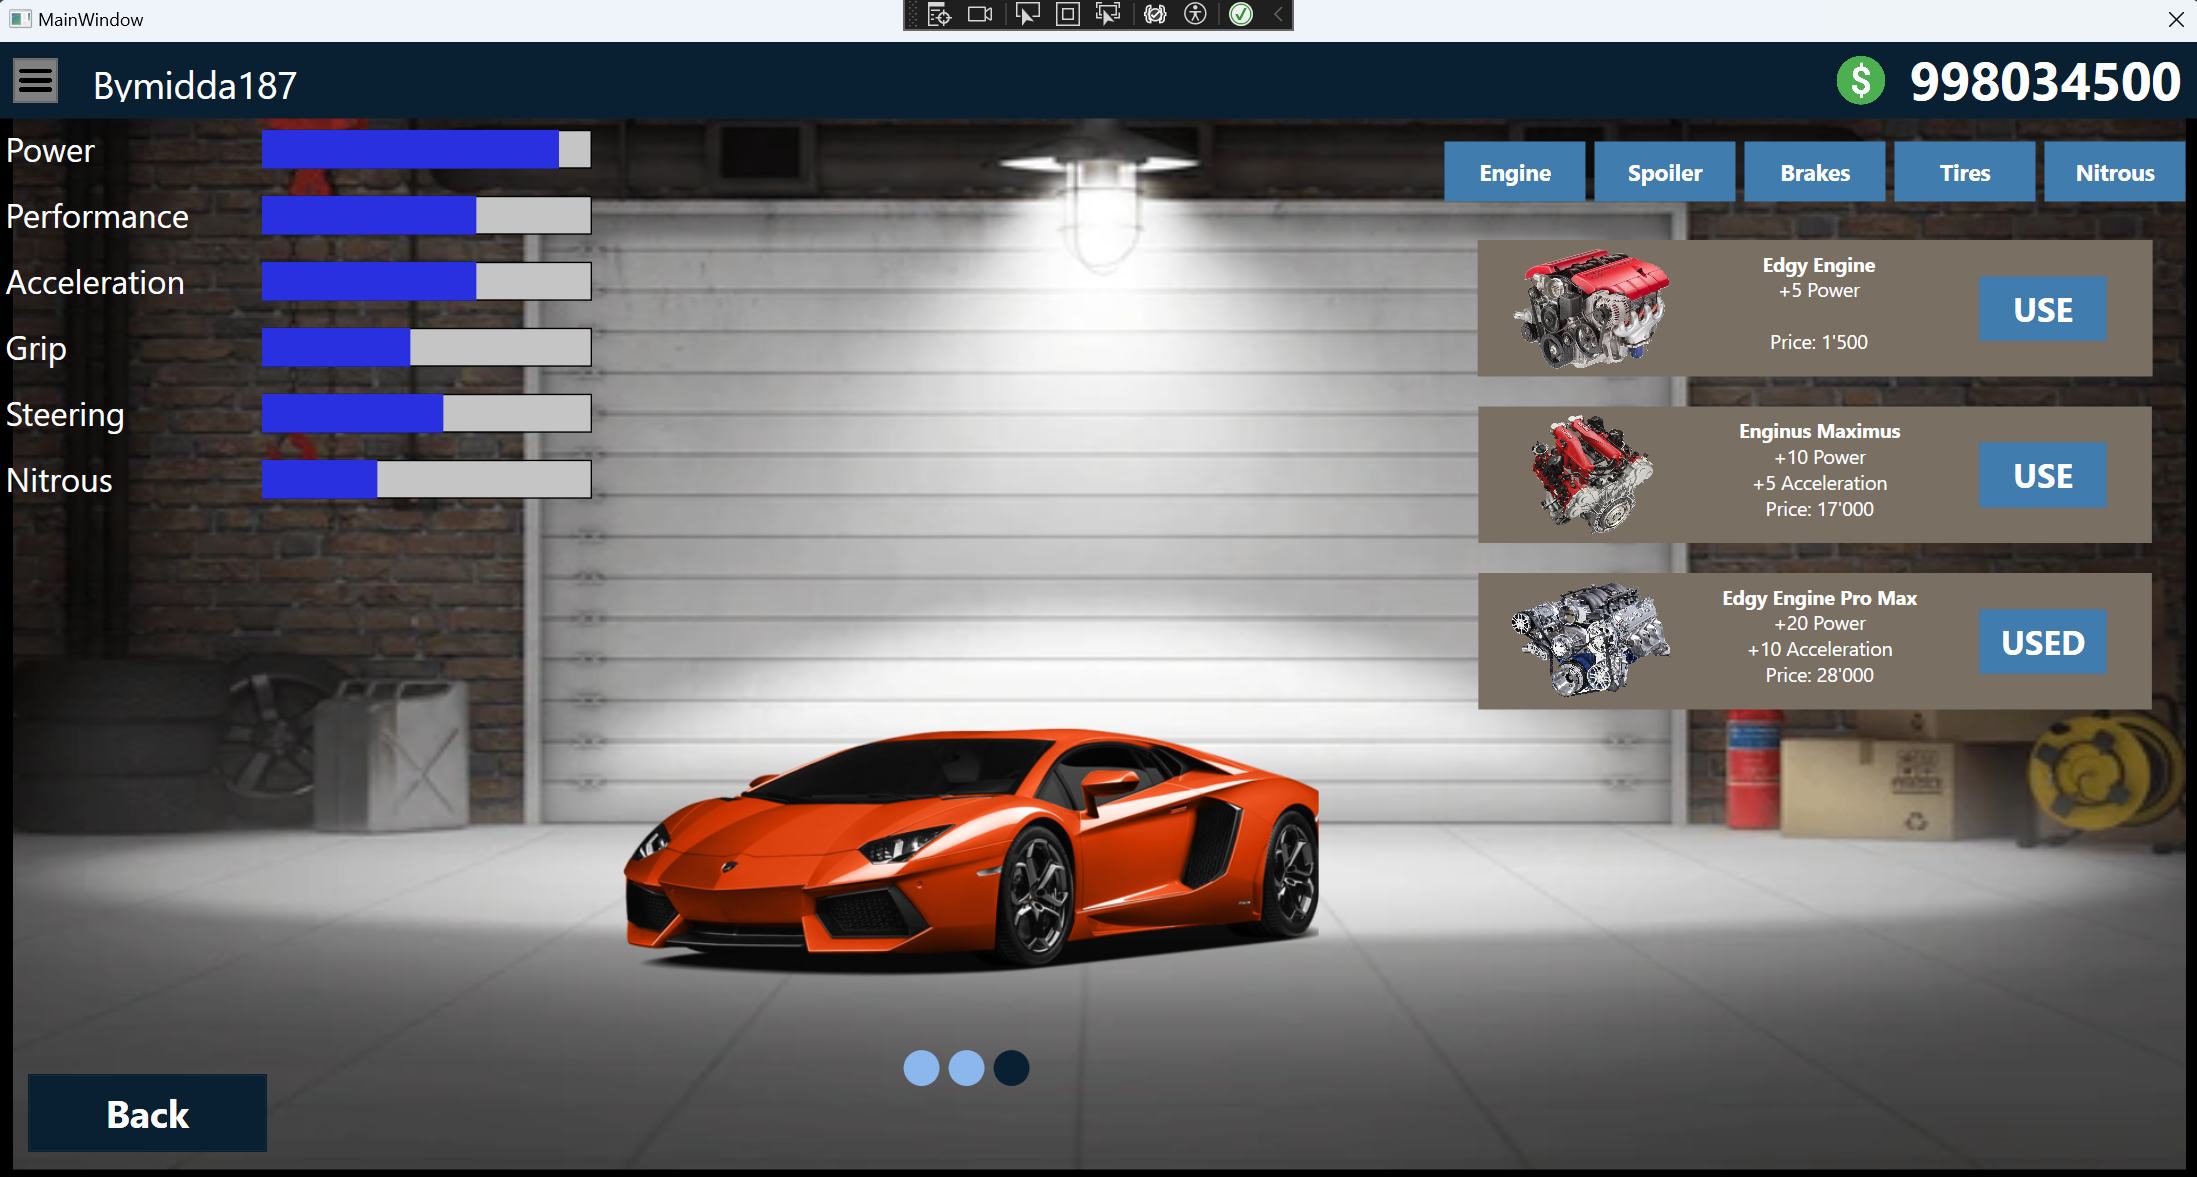 MainWindow
Bymidda187
998034500
Power
Performance
Acceleration
Grip
Steering
Nitrous
Engine
Spoiler
Brakes
Tires
Nitrous
Edgy Engine
+5 Power
Price: 1'500
USE
Enginus Maximus
+10 Power
+5 Acceleration
Price: 17'000
USE
Edgy Engine Pro Max
+20 Power
+10 Acceleration
Price: 28'000
USED
Back